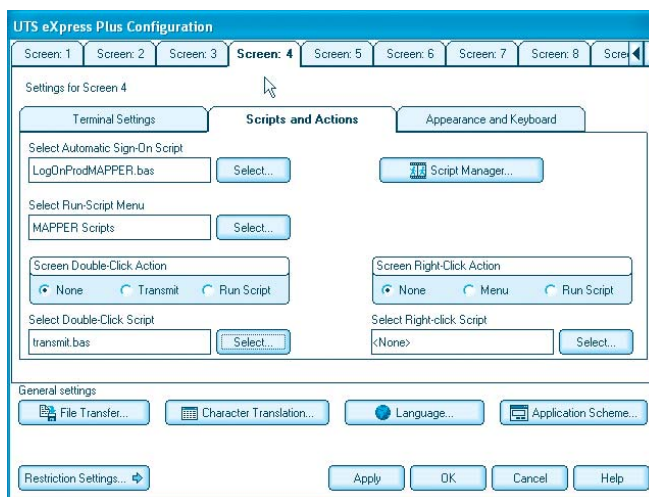 UTS eXpress Plus Configuration
Screen: 1 Screen: 2 Screen: 3 Screen: 4 Screen: 5 Screen: 6 Screen: 7 Screen: 8
Settings for Screen 4
Terminal Settings Scripts and Actions Appearance and Keyboard
Select Automatic Sign-On Script
LogOnProdMAPPER.bas Select... Script Manager...
Select Run-Script Menu
MAPPER Scripts Select...
Screen Double-Click Action Screen Right-Click Action
None Transmit Run Script None Menu Run Script
Select Double-Click Script Select Right-click Script
transmit.bas Select... <None> Select...
General settings
File Transfer... Character Translation... Language... Application Scheme...
Restriction Settings... Apply OK Cancel Help